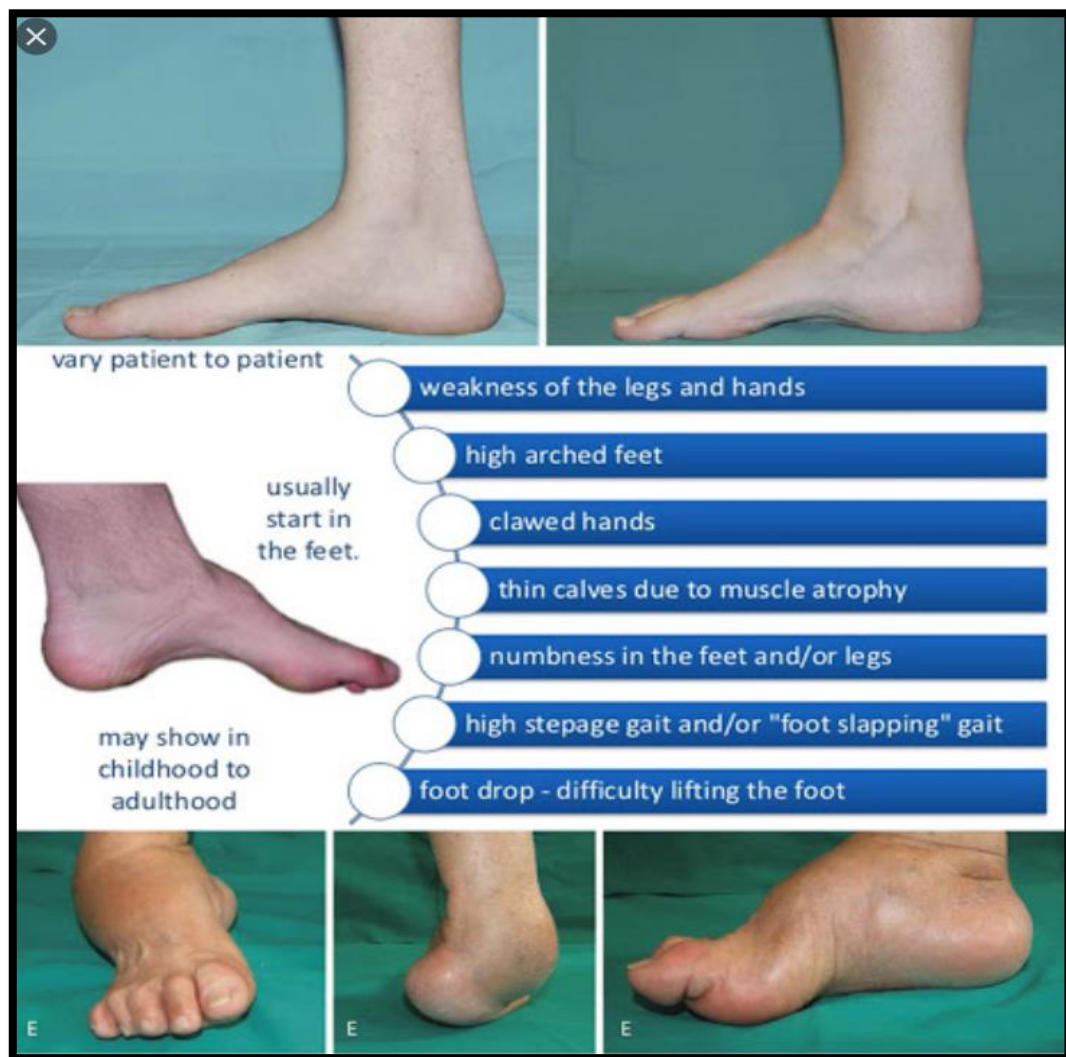 vary patient to patient
weakness of the legs and hands
high arched feet
usually
start in
the feet.
clawed hands
thin calves due to muscle atrophy
numbness in the feet and/or legs
high stepage gait and/or "foot slapping" gait
may show in
childhood to
adulthood
foot drop - difficulty lifting the foot
E
E
E